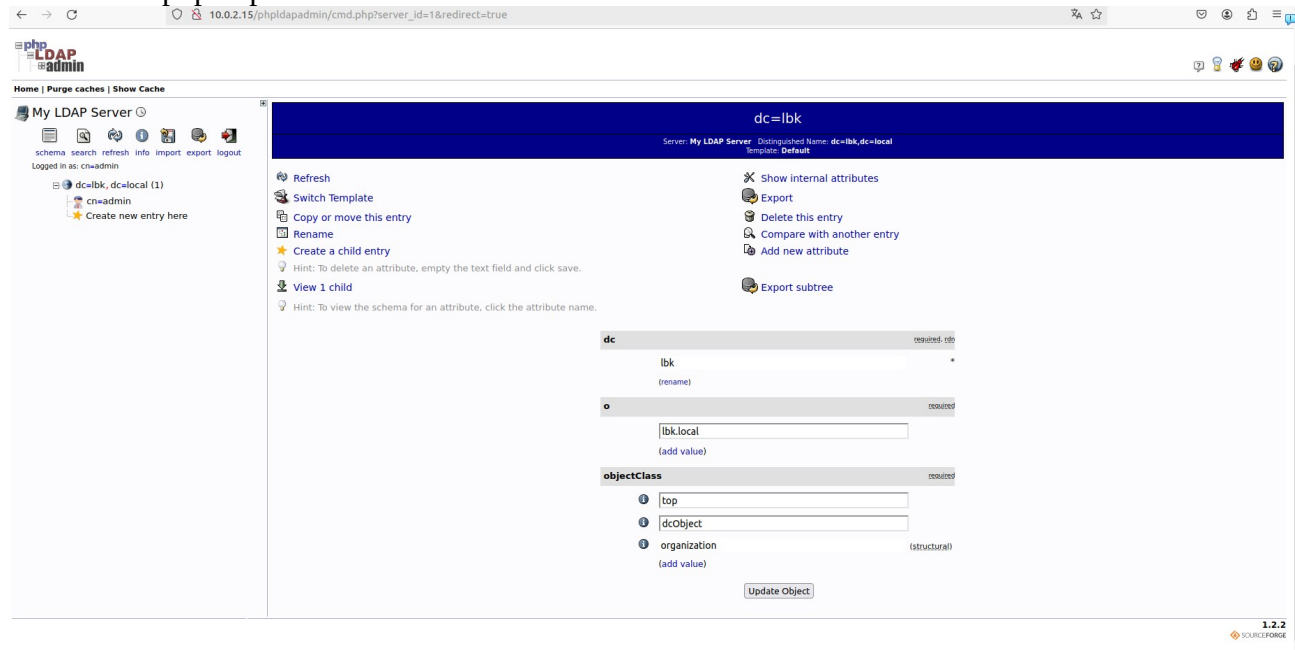 10.0.2.15/phpldapadmin/cmd.php?server_id=1&redirect=true
php
LDAP
admin
Home | Purge caches | Show Cache
My LDAP Server
schema search refresh info import export logout
Logged in as: cn=admin
dc=lbk, dc=local (1)
cn=admin
Create new entry here
dc=lbk
Server: My LDAP Server Distinguished Name: dc=lbk,dc=local
Template: Default
Refresh
Show internal attributes
Switch Template
Export
Copy or move this entry
Delete this entry
Rename
Compare with another entry
Create a child entry
Add new attribute
Hint: To delete an attribute, empty the text field and click save.
View 1 child
Export subtree
Hint: To view the schema for an attribute, click the attribute name.
dc required, rdn
lbk *
(rename)
o required
lbk.local
(add value)
objectClass required
top
dcObject
organization (structural)
(add value)
Update Object
1.2.2
SOURCEFORGE